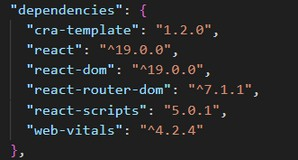 "dependencies": {
"cra-template": "1.2.0",
"react": "^19.0.0",
"react-dom": "^19.0.0",
"react-router-dom": "^7.1.1",
"react-scripts": "5.0.1",
"web-vitals": "^4.2.4"
},